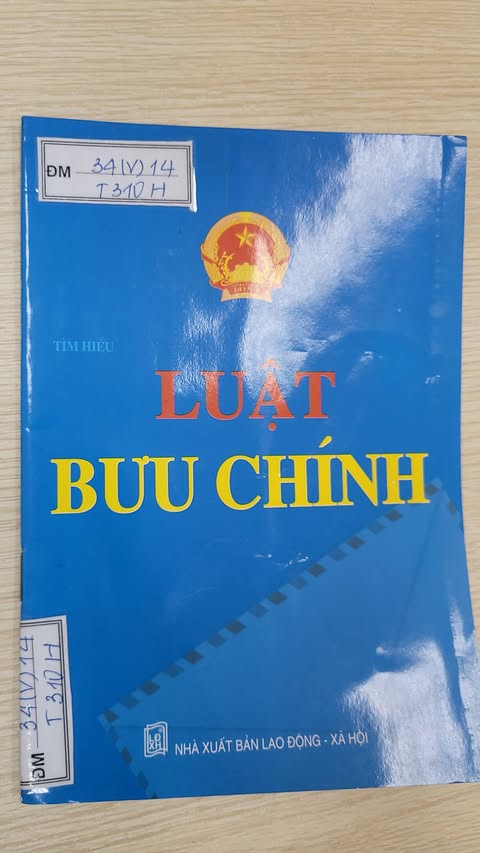 ĐM 34(V)14
T310H
TÌM HIỂU
LUẬT
BƯU CHÍNH
34(V)14
T310H
ĐM
NHÀ XUẤT BẢN LAO ĐỘNG - XÃ HỘI